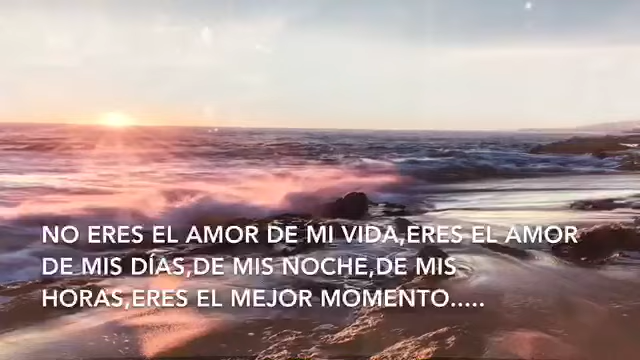 NO ERES EL AMOR DE MI VIDA,ERES EL AMOR
DE MIS DÍAS,DE MIS NOCHE,DE MIS
HORAS,ERES EL MEJOR MOMENTO.....